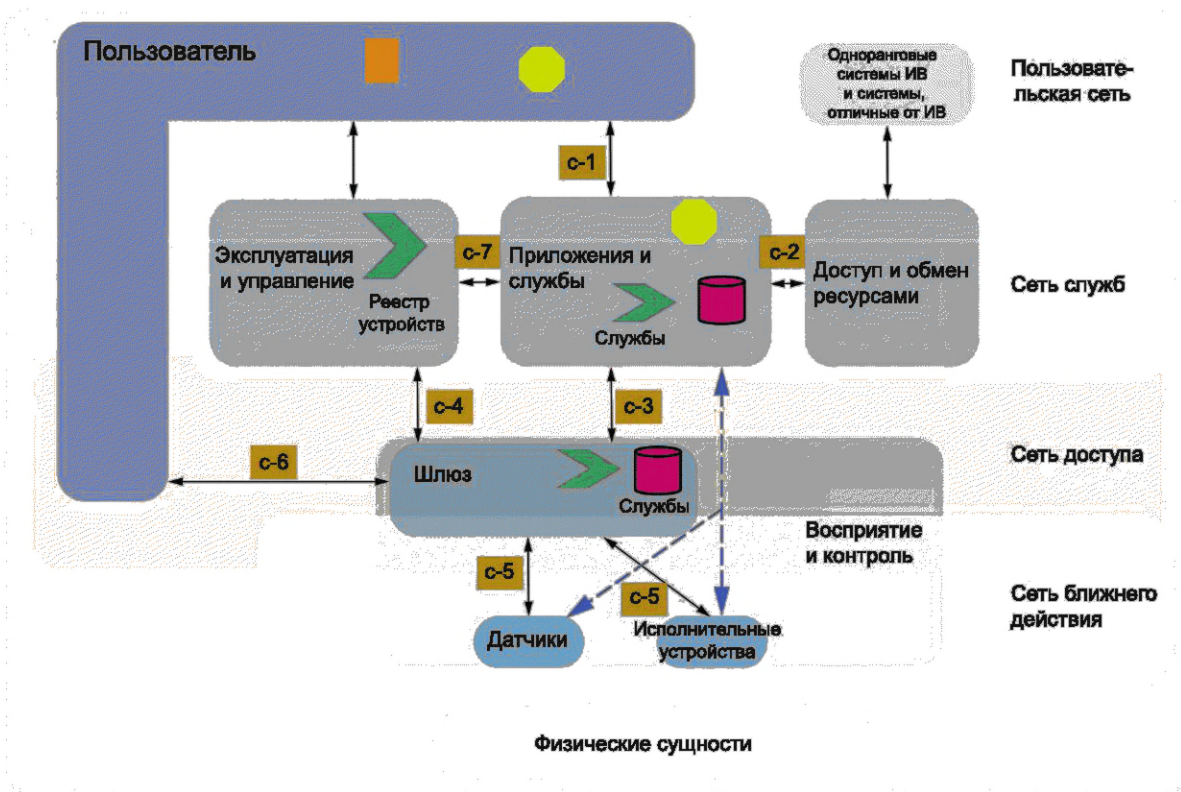 Пользователь
Одноранговые
системы ИВ
и системы,
отличные от ИВ
Пользовате-
льская сеть
с-1
Эксплуатация
и управление
Реестр
устройств
с-7
Приложения и
службы
Службы
с-2
Доступ и обмен
ресурсами
Сеть служб
с-4
с-3
с-6
Шлюз
Службы
Сеть доступа
Восприятие
и контроль
с-5
с-5
Датчики
Исполнительные
устройства
Сеть ближнего
действия
Физические сущности